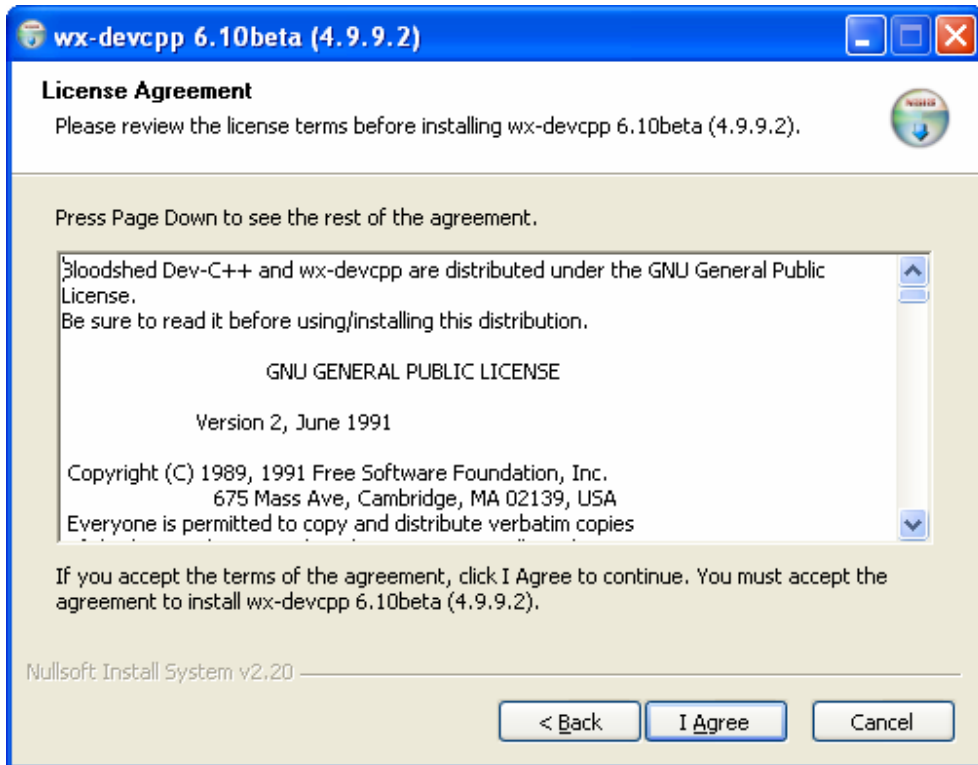 wx-devcpp 6.10beta (4.9.9.2)
License Agreement
Please review the license terms before installing wx-devcpp 6.10beta (4.9.9.2).
Press Page Down to see the rest of the agreement.
Bloodshed Dev-C++ and wx-devcpp are distributed under the GNU General Public
License.
Be sure to read it before using/installing this distribution.
GNU GENERAL PUBLIC LICENSE
Version 2, June 1991
Copyright (C) 1989, 1991 Free Software Foundation, Inc.
675 Mass Ave, Cambridge, MA 02139, USA
Everyone is permitted to copy and distribute verbatim copies
If you accept the terms of the agreement, click I Agree to continue. You must accept the
agreement to install wx-devcpp 6.10beta (4.9.9.2).
Nullsoft Install System v2.20
< Back
I Agree
Cancel